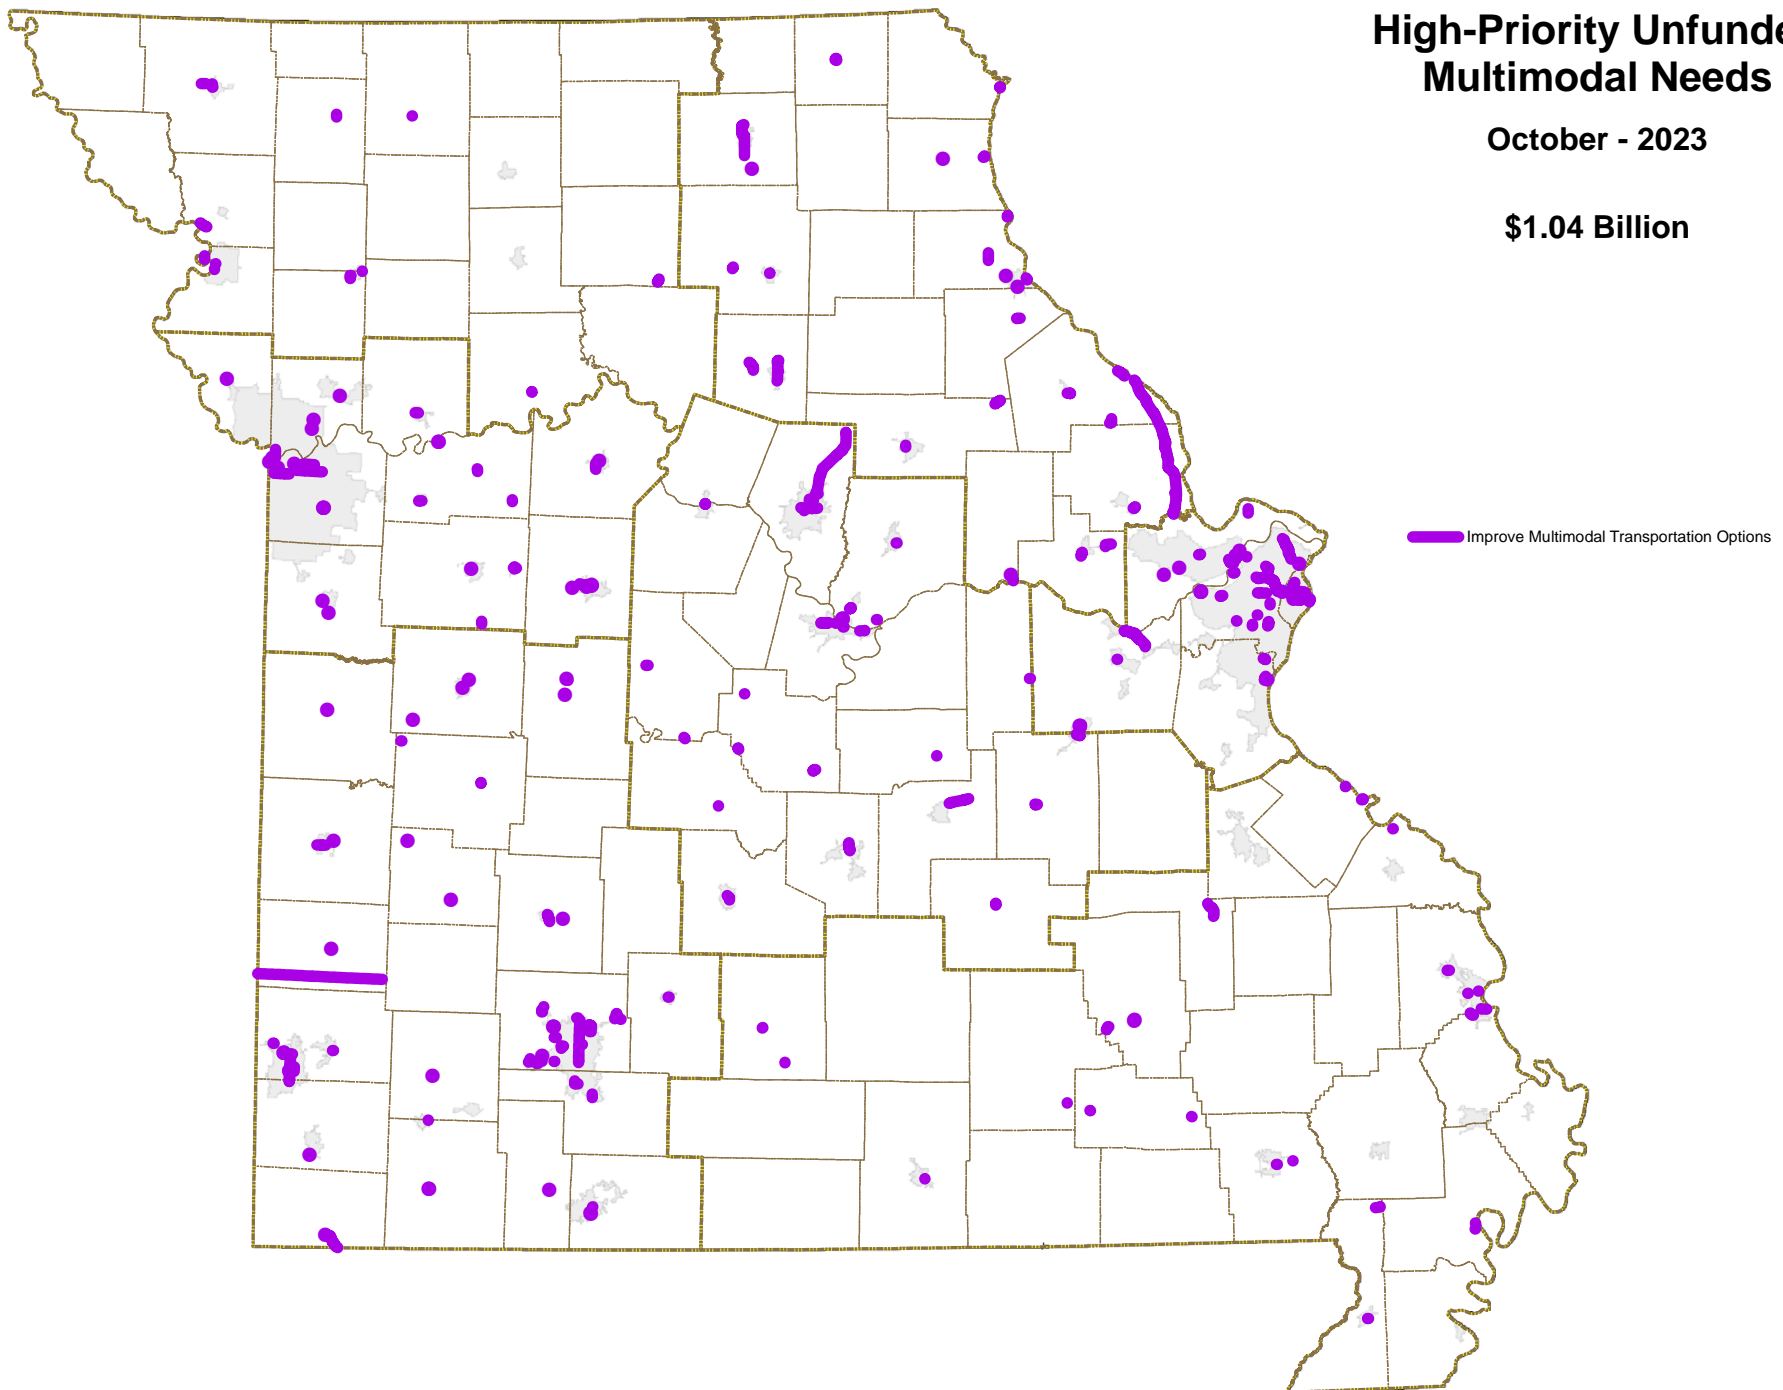 High-Priority Unfunde
Multimodal Needs
October - 2023
$1.04 Billion
Improve Multimodal Transportation Options